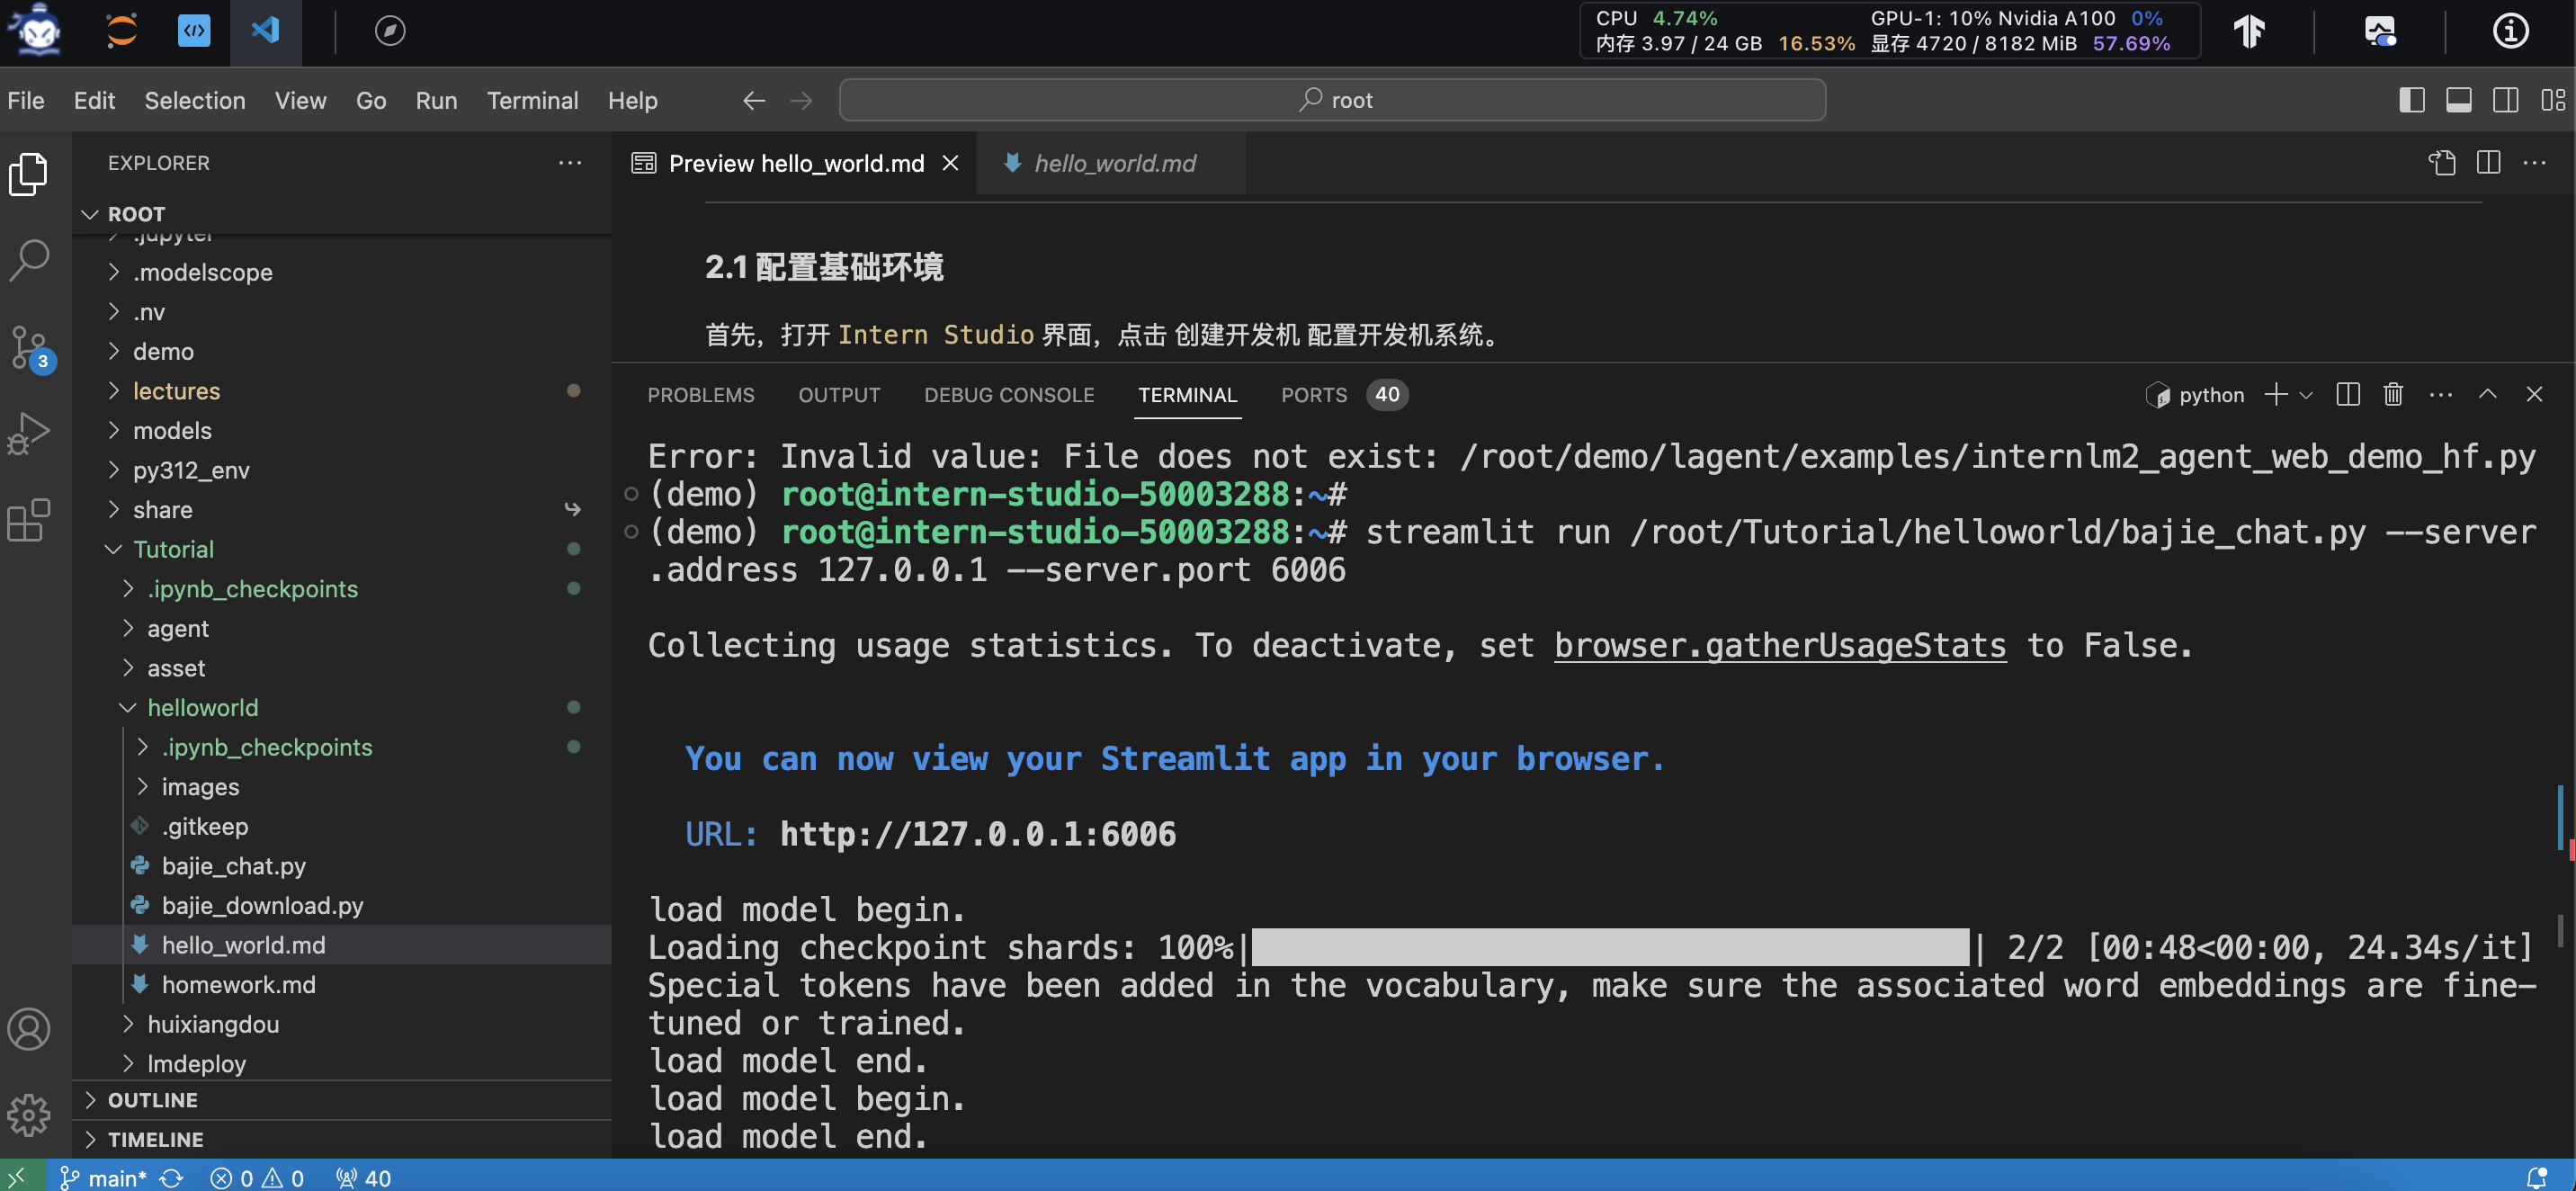 CPU 4.74% GPU-1: 10% Nvidia A100 0%
内存 3.97 / 24 GB 16.53% 显存 4720 / 8182 MiB 57.69%
File Edit Selection View Go Run Terminal Help root
EXPLORER
Preview hello_world.md
hello_world.md
ROOT
.jupyter
.modelscope
.nv
demo
lectures
models
py312_env
share
Tutorial
.ipynb_checkpoints
agent
asset
helloworld
.ipynb_checkpoints
images
.gitkeep
bajie_chat.py
bajie_download.py
hello_world.md
homework.md
huixiangdou
lmdeploy
OUTLINE
TIMELINE
3
2.1 配置基础环境
首先，打开 Intern Studio 界面，点击 创建开发机 配置开发机系统。
PROBLEMS OUTPUT DEBUG CONSOLE TERMINAL PORTS 40
python
Error: Invalid value: File does not exist: /root/demo/lagent/examples/internlm2_agent_web_demo_hf.py
(demo) root@intern-studio-50003288:~#
(demo) root@intern-studio-50003288:~# streamlit run /root/Tutorial/helloworld/bajie_chat.py --server
.address 127.0.0.1 --server.port 6006
Collecting usage statistics. To deactivate, set browser.gatherUsageStats to False.
You can now view your Streamlit app in your browser.
URL: http://127.0.0.1:6006
load model begin.
Loading checkpoint shards: 100%| | 2/2 [00:48<00:00, 24.34s/it]
Special tokens have been added in the vocabulary, make sure the associated word embeddings are fine-
tuned or trained.
load model end.
load model begin.
load model end.
main* 0 0 40